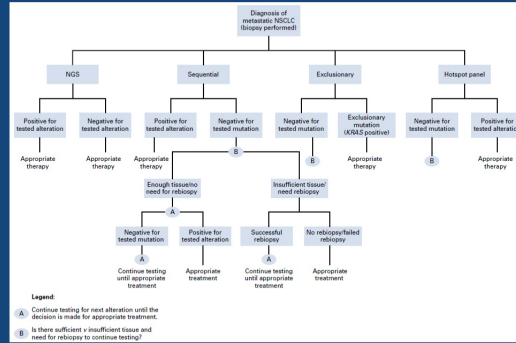 Diagnosis of
metastatic NSCLC
(biopsy performed)
NGS
Sequential
Exclusionary
Hotspot panel
Positive for
tested alteration
Negative for
tested alteration
Positive for
tested alteration
Negative for
tested mutation
Negative for
tested mutation
Exclusionary
mutation
(KRAS positive)
Negative for
tested mutation
Positive for
tested alteratio
Appropriate
therapy
Appropriate
therapy
Appropriate
therapy
B
B
Appropriate
therapy
B
Appropriate
therapy
Enough tissue/no
need for rebiopsy
Insufficient tissue/
need rebiopsy
A
Negative for
tested mutation
Positive for
tested alteration
Successful
rebiopsy
No rebiopsy/failed
rebiopsy
A
A
Continue testing
until appropriate
treatment
Appropriate
treatment
Continue testing
until appropriate
treatment
Appropriate
treatment
Legend:
A Continue testing for next alteration until the
decision is made for appropriate treatment.
B Is there sufficient v insufficient tissue and
need for rebiopsy to continue testing?